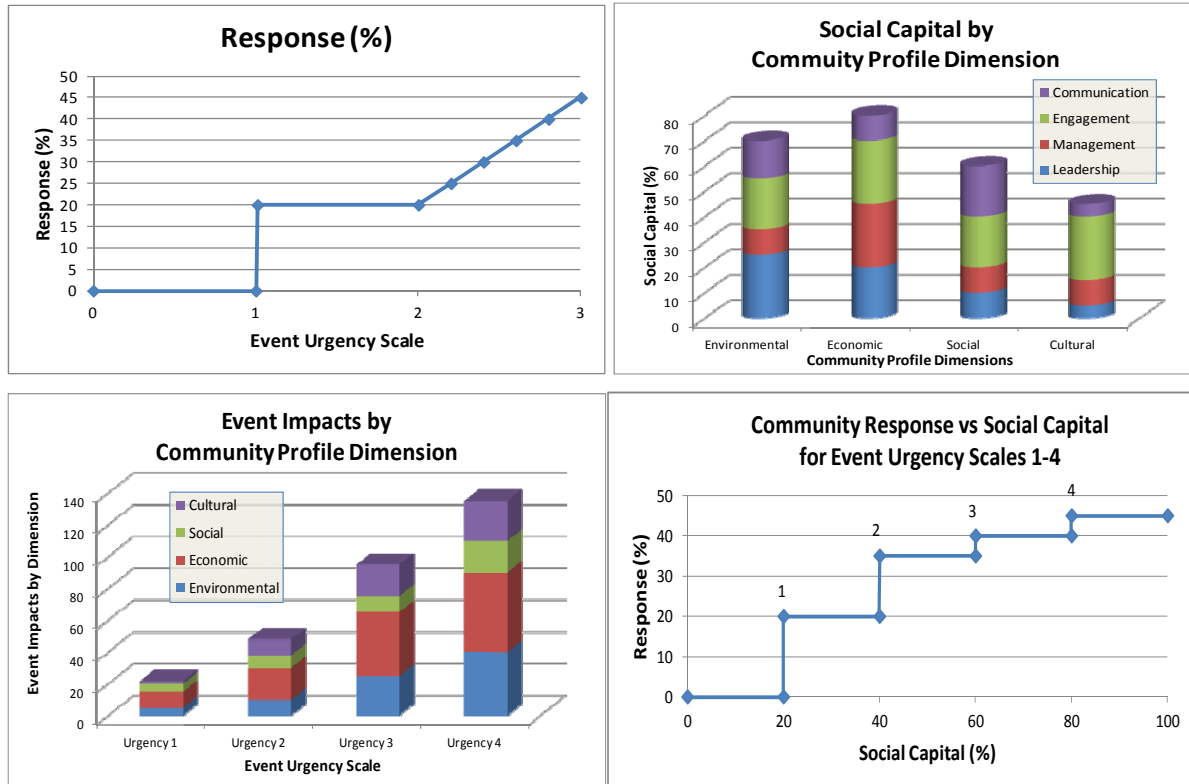 Response (%)
50
45
40
35
30
25
20
15
10
5
0
Response (%)
0 1 2 3
Event Urgency Scale
Social Capital by
Commuity Profile Dimension
Communication
Engagement
Management
Leadership
80
70
60
50
40
30
20
10
0
Social Capital (%)
Environmental Economic Social Cultural
Community Profile Dimensions
Event Impacts by
Community Profile Dimension
Cultural
Social
Economic
Environmental
140
120
100
80
60
40
20
0
Event Impacts by Dimension
Urgency 1 Urgency 2 Urgency 3 Urgency 4
Event Urgency Scale
Community Response vs Social Capital
for Event Urgency Scales 1-4
50
40
30
20
10
0
Response (%)
1
2
3
4
0 20 40 60 80 100
Social Capital (%)